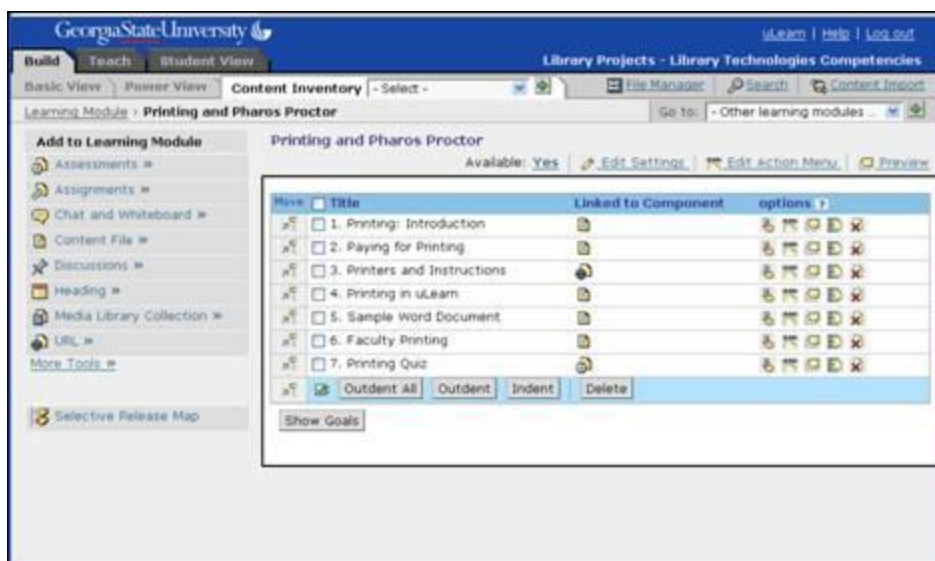 GeorgiaStateUniversity
uLearn | Help | Log out
Build Teach Student View
Library Projects - Library Technologies Competencies
Basic View Power View Content Inventory - Select - File Manager Search Content Import
Learning Module › Printing and Pharos Proctor Go to: - Other learning modules ...
Add to Learning Module
Printing and Pharos Proctor
Assessments »
Available: Yes Edit Settings Edit Action Menu Preview
Assignments »
Chat and Whiteboard »
Content File »
Discussions »
Heading »
Media Library Collection »
URL »
More Tools »
Selective Release Map
Move Title Linked to Component options ?
1. Printing: Introduction
2. Paying for Printing
3. Printers and Instructions
4. Printing in uLearn
5. Sample Word Document
6. Faculty Printing
7. Printing Quiz
Outdent All Outdent Indent Delete
Show Goals